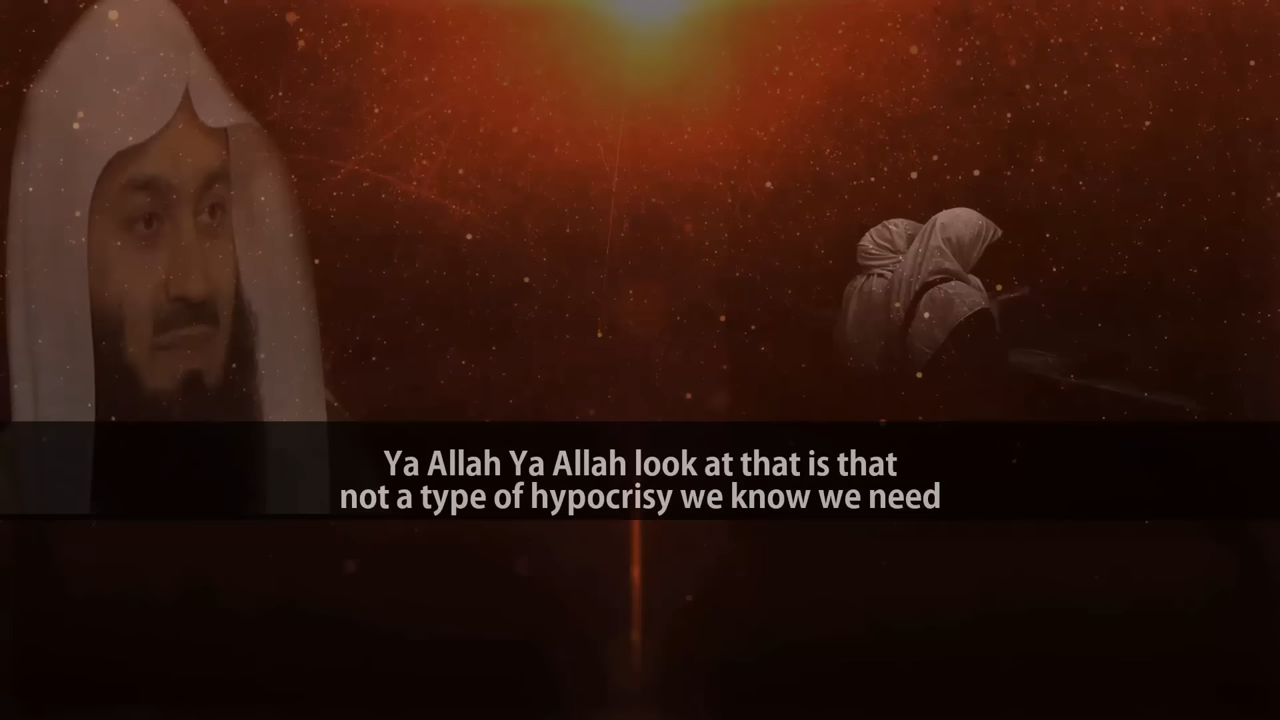 Ya Allah Ya Allah look at that is that
not a type of hypocrisy we know we need